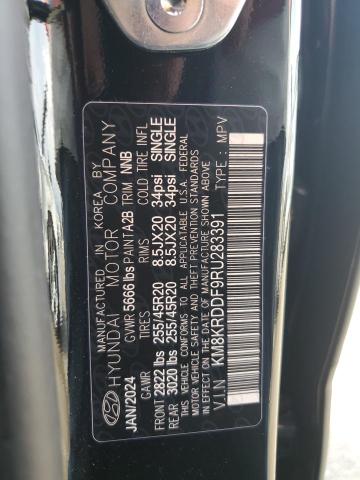 MANUFACTURED IN KOREA BY
HYUNDAI MOTOR COMPANY
JAN/2024 GVWR 5666 lbs PAINT A2B TRIM NNB
GAWR TIRES RIMS COLD TIRE INFL
FRONT 2822 lbs 255/45R20 8.5JX20 34psi SINGLE
REAR 3020 lbs 255/45R20 8.5JX20 34psi SINGLE
THIS VEHICLE CONFORMS TO ALL APPLICABLE U.S.A. FEDERAL
MOTOR VEHICLE SAFETY AND THEFT PREVENTION STANDARDS
IN EFFECT ON THE DATE OF MANUFACTURE SHOWN ABOVE.
V.I.N KM8KRDDF9RU283391
TYPE : MPV